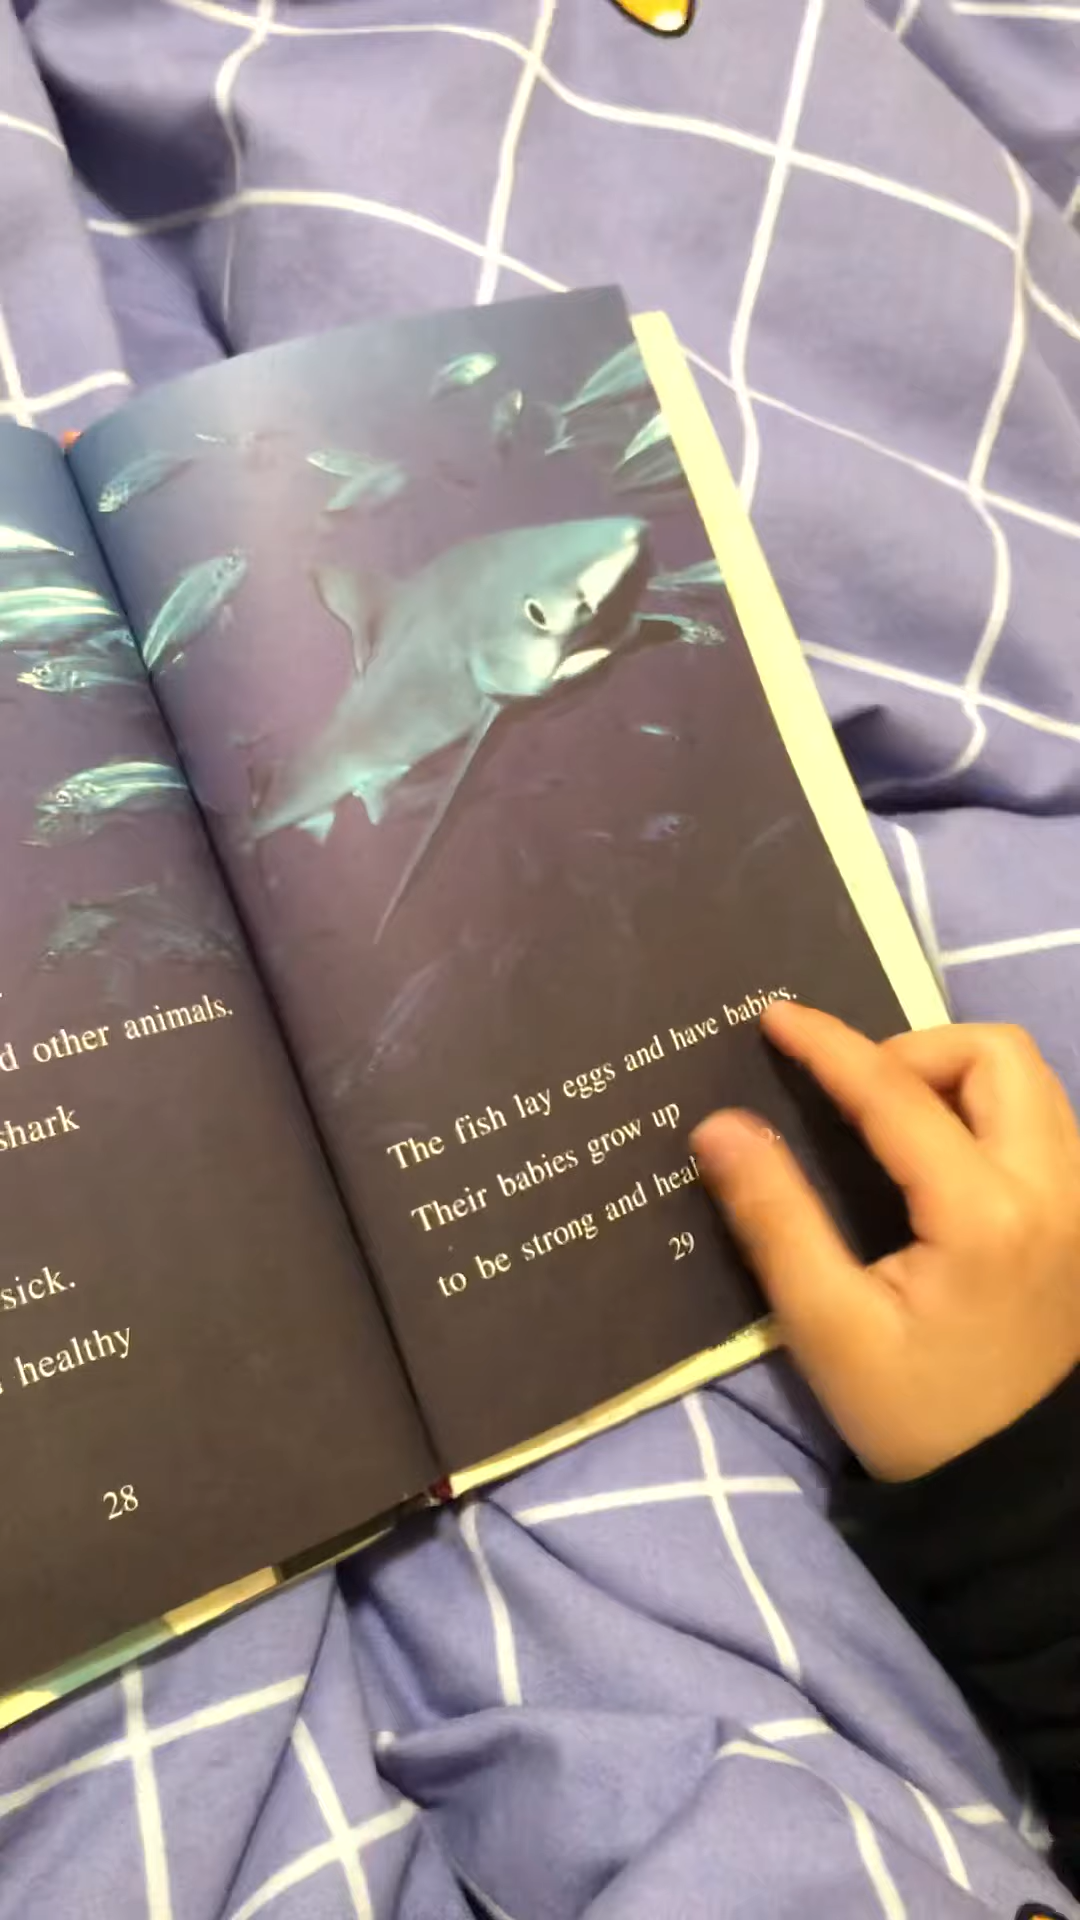 d other animals.
shark
sick.
healthy
28
The fish lay eggs and have babies.
Their babies grow up
to be strong and heal
29